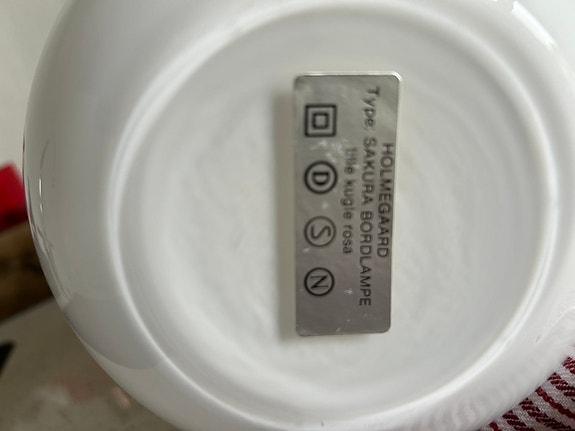 HOLMEGAARD
Type: SAKURA BORDLAMPE
lille kugle rosa
D S N